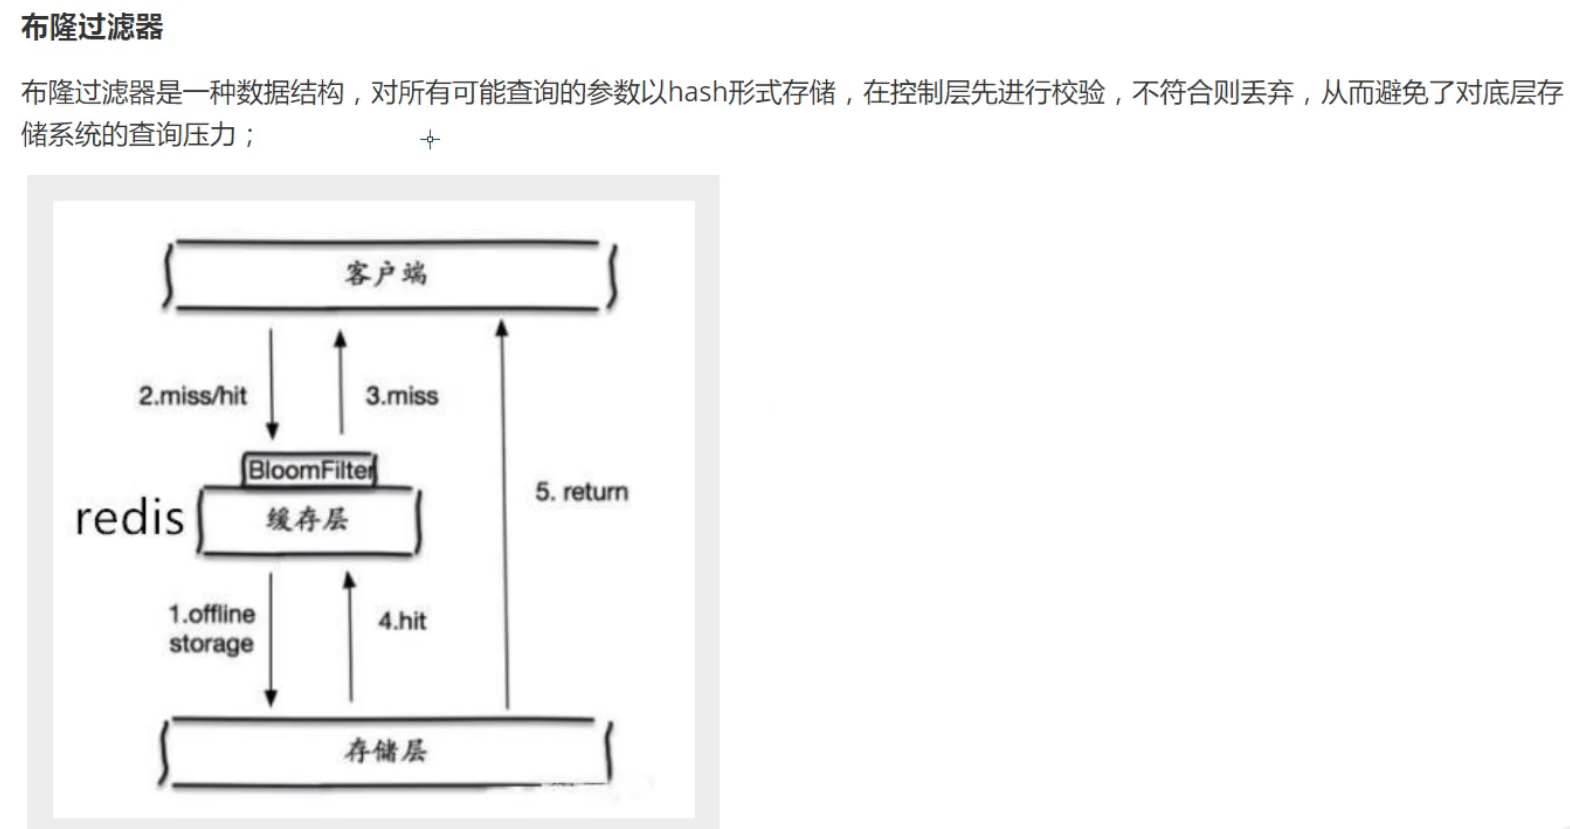 布隆过滤器
布隆过滤器是一种数据结构，对所有可能查询的参数以hash形式存储，在控制层先进行校验，不符合则丢弃，从而避免了对底层存
储系统的查询压力；
客户端
2.miss/hit
3.miss
BloomFilter
redis
缓存层
5. return
1.offline
storage
4.hit
存储层